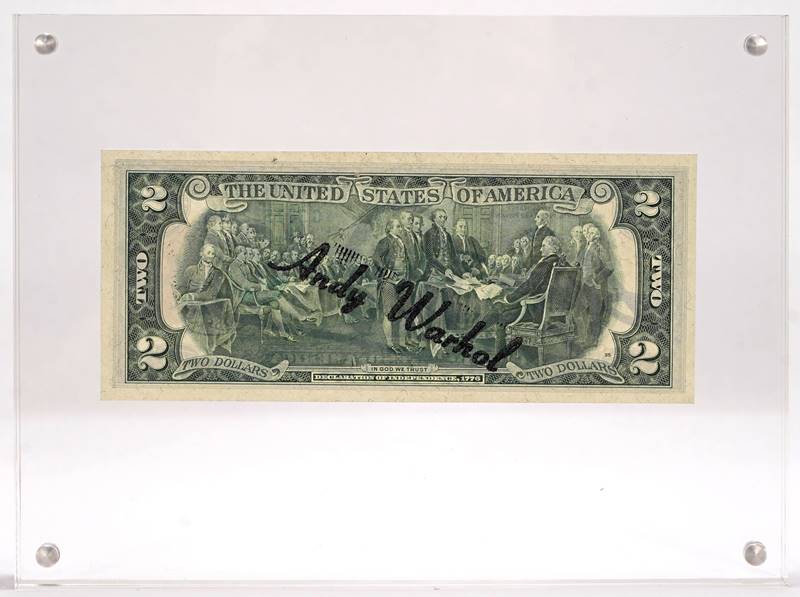 2 THE UNITED STATES OF AMERICA 2
TWO TWO
Andy Warhol
2 2
TWO DOLLARS IN GOD WE TRUST TWO DOLLARS
DECLARATION OF INDEPENDENCE, 1776